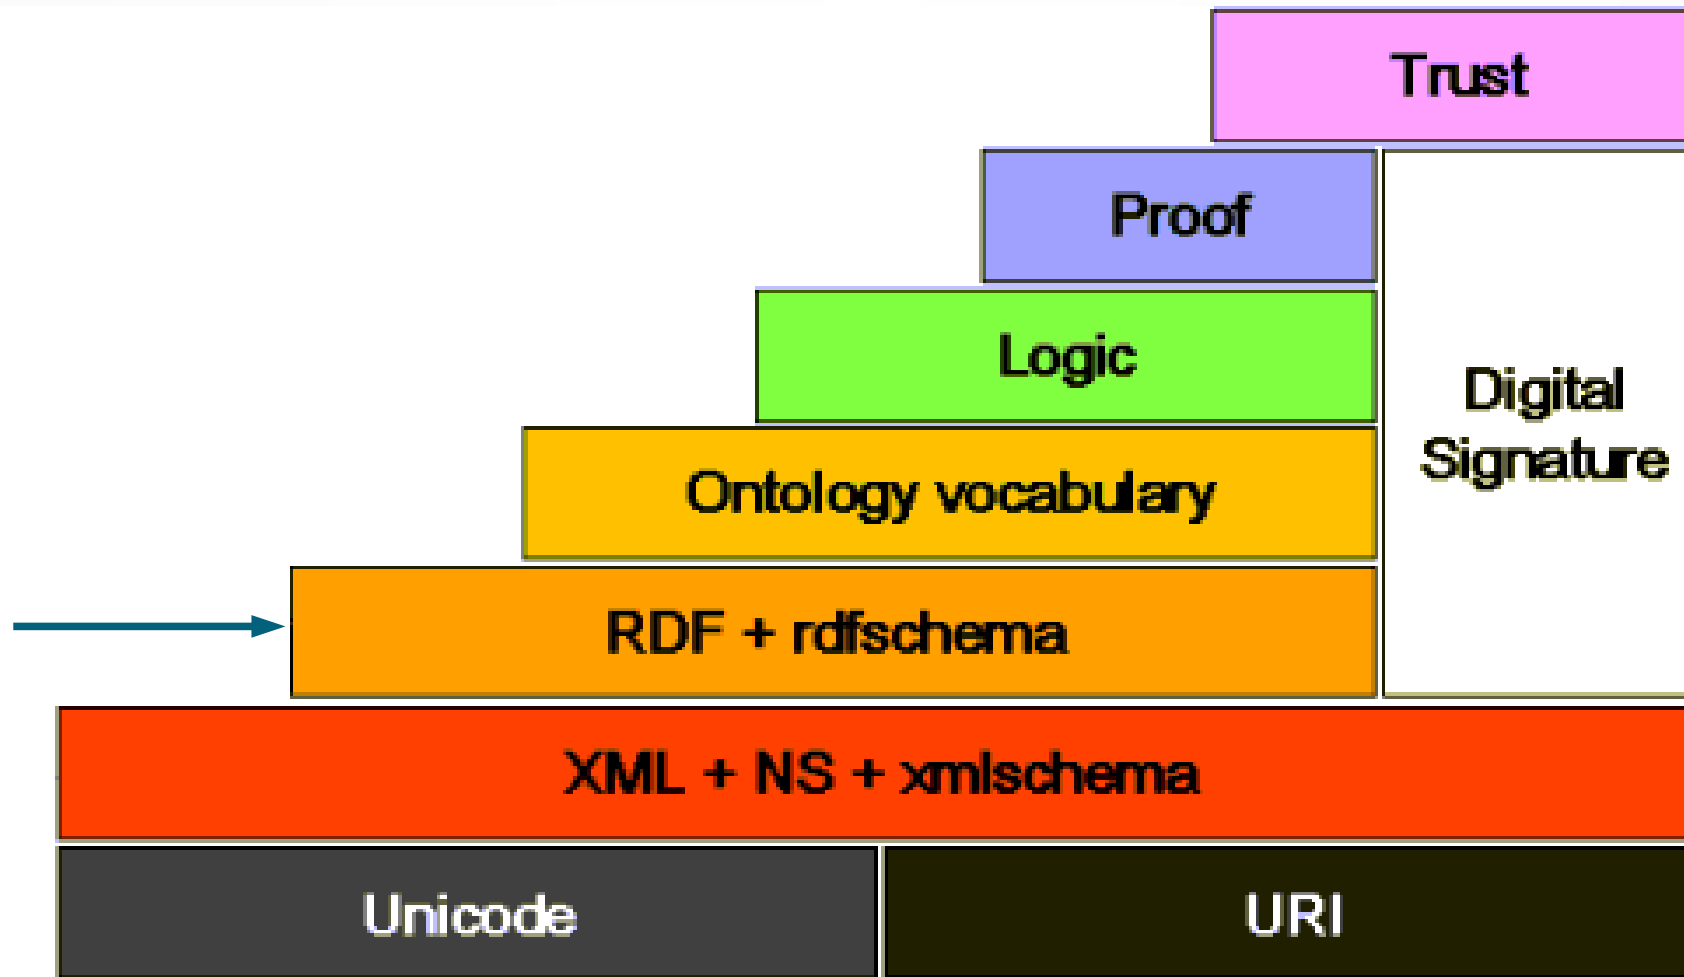 Trust
Proof
Logic
Digital
Signature
Ontology vocabulary
RDF + rdfschema
XML + NS + xmlschema
Unicode
URI